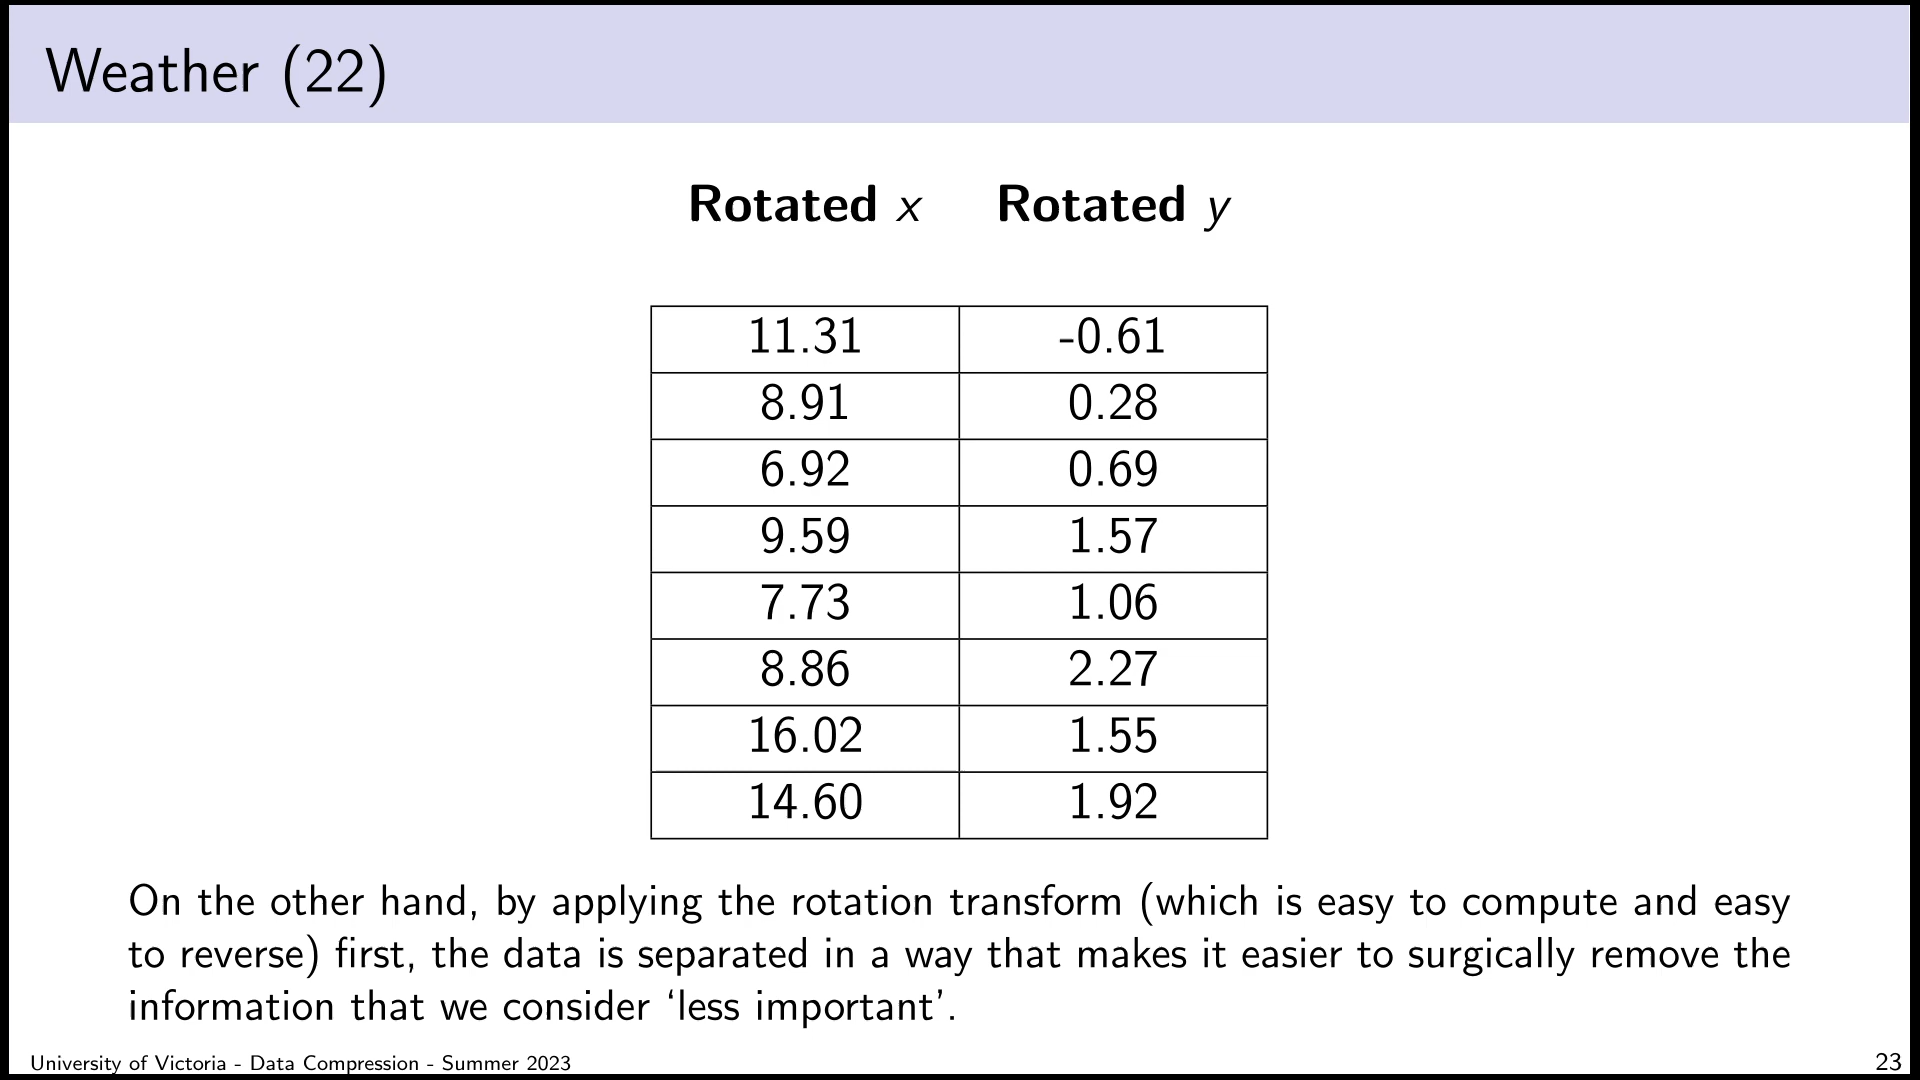 Weather (22)
Rotated x Rotated y
11.31 -0.61
8.91 0.28
6.92 0.69
9.59 1.57
7.73 1.06
8.86 2.27
16.02 1.55
14.60 1.92
On the other hand, by applying the rotation transform (which is easy to compute and easy
to reverse) first, the data is separated in a way that makes it easier to surgically remove the
information that we consider ‘less important’.
University of Victoria - Data Compression - Summer 2023 23